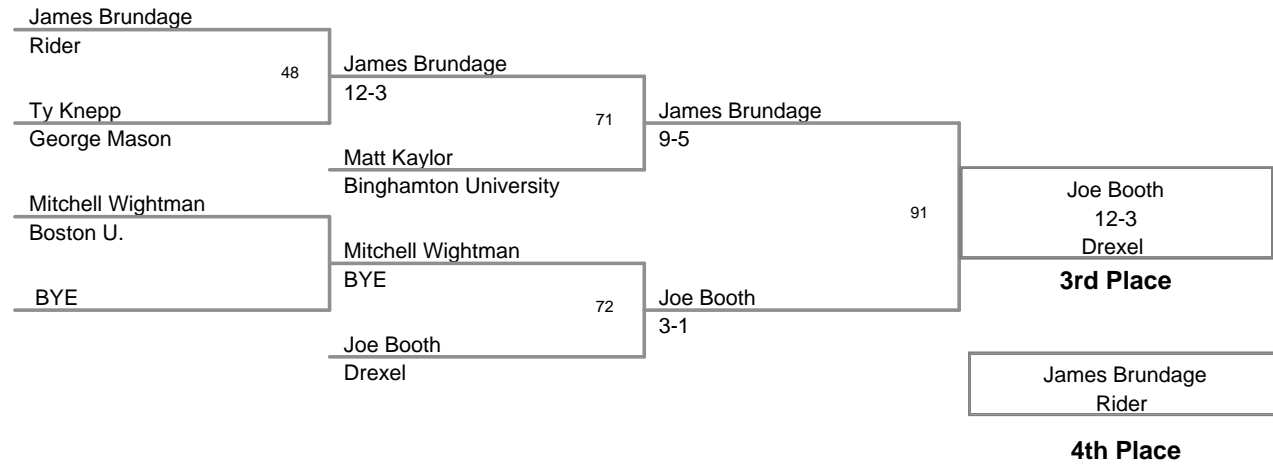 James Brundage
Rider
48
James Brundage
12-3
Ty Knepp
George Mason
71
James Brundage
9-5
Matt Kaylor
Binghamton University
Mitchell Wightman
Boston U.
91
Joe Booth
12-3
Drexel
3rd Place
Mitchell Wightman
BYE
BYE
72
Joe Booth
3-1
Joe Booth
Drexel
James Brundage
Rider
4th Place